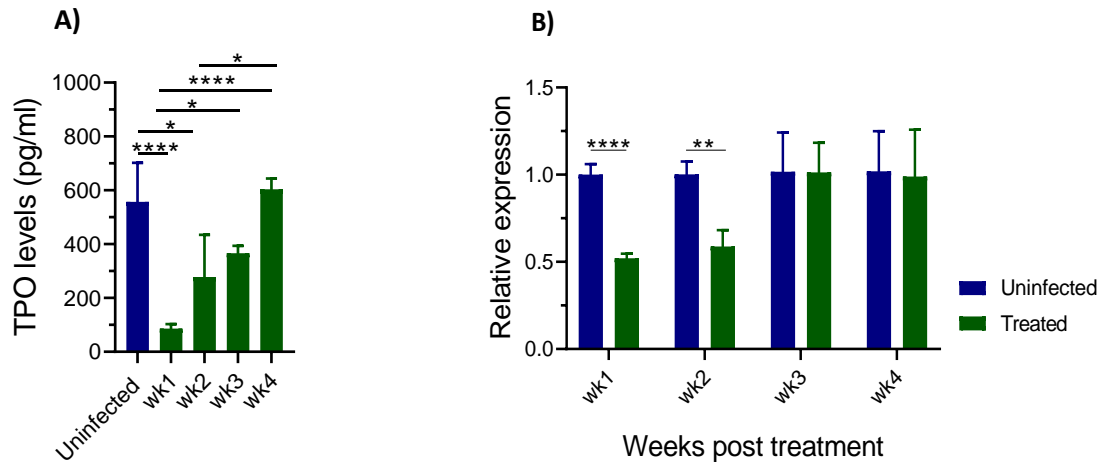 A)
TPO levels (pg/ml)
1000
800
600
400
200
0
*
****
*
*
****
Uninfected
wk1
wk2
wk3
wk4
B)
Relative expression
1.5
1.0
0.5
0.0
****
**
wk1
wk2
wk3
wk4
Weeks post treatment
Uninfected
Treated